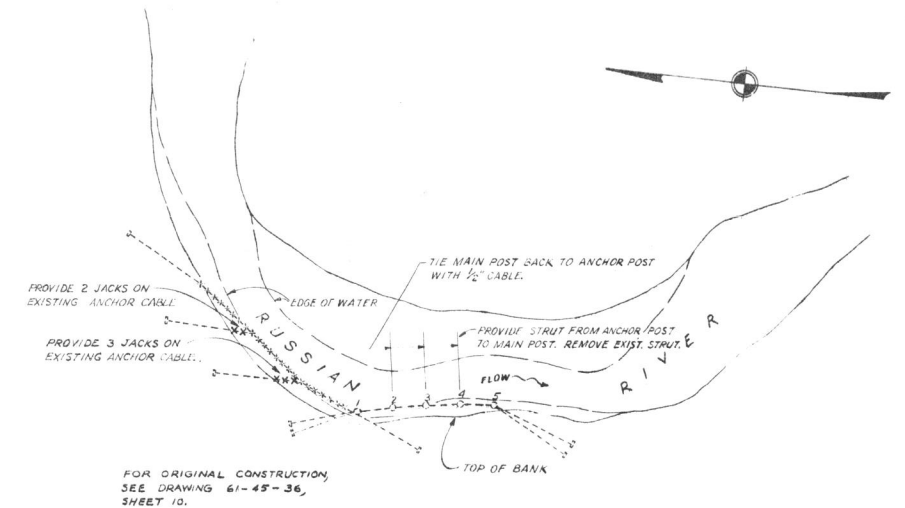 TIE MAIN POST BACK TO ANCHOR POST
WITH 1/2" CABLE.
PROVIDE 2 JACKS ON
EXISTING ANCHOR CABLE
EDGE OF WATER
PROVIDE 3 JACKS ON
EXISTING ANCHOR CABLE.
PROVIDE STRUT FROM ANCHOR POST
TO MAIN POST. REMOVE EXIST. STRUT.
RUSSIAN
RIVER
FLOW
1 2 3 4 5
TOP OF BANK
FOR ORIGINAL CONSTRUCTION,
SEE DRAWING 61-45-36,
SHEET 10.